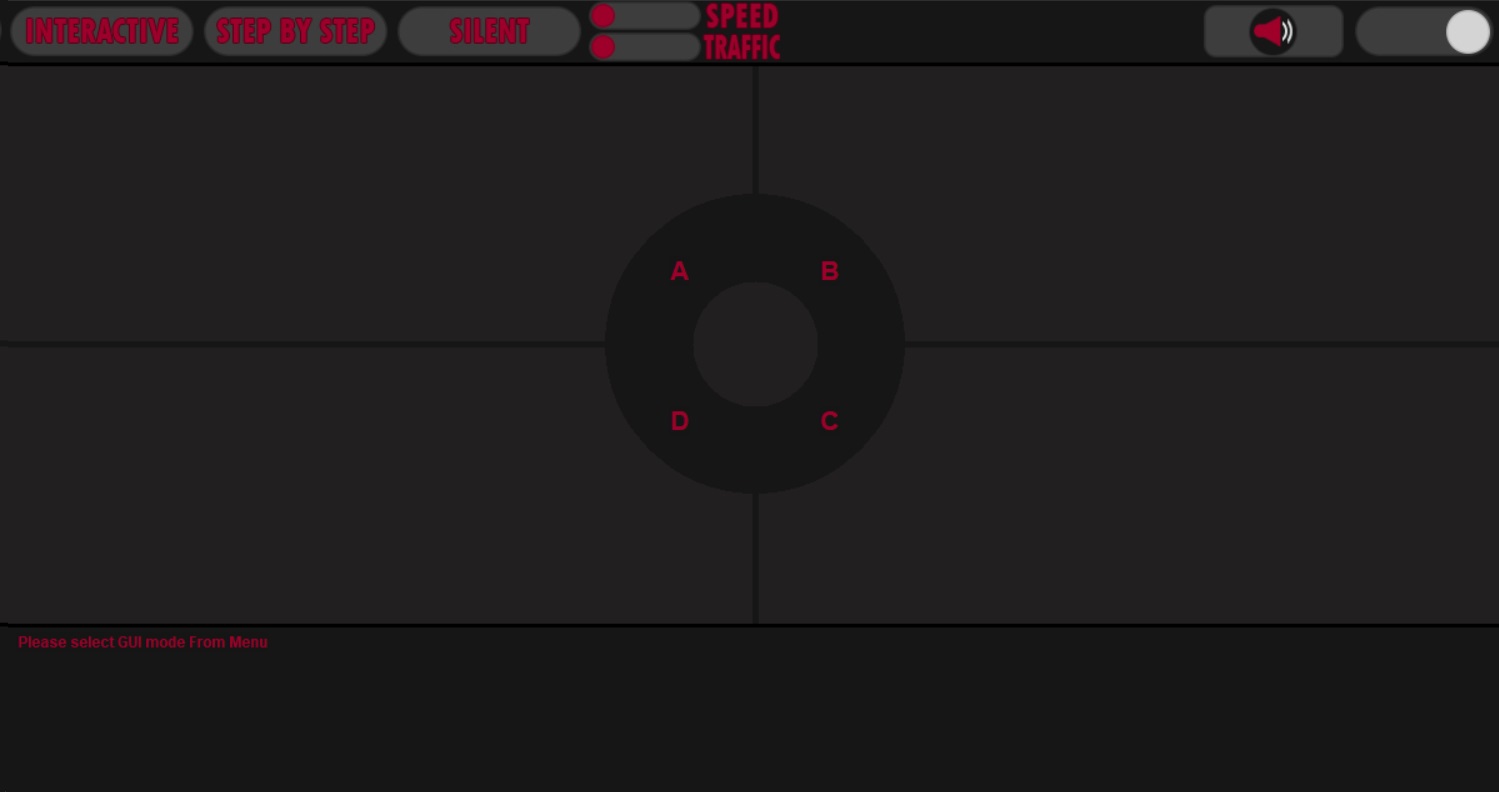 INTERACTIVE STEP BY STEP SILENT SPEED
TRAFFIC
A B
D C
Please select GUI mode From Menu